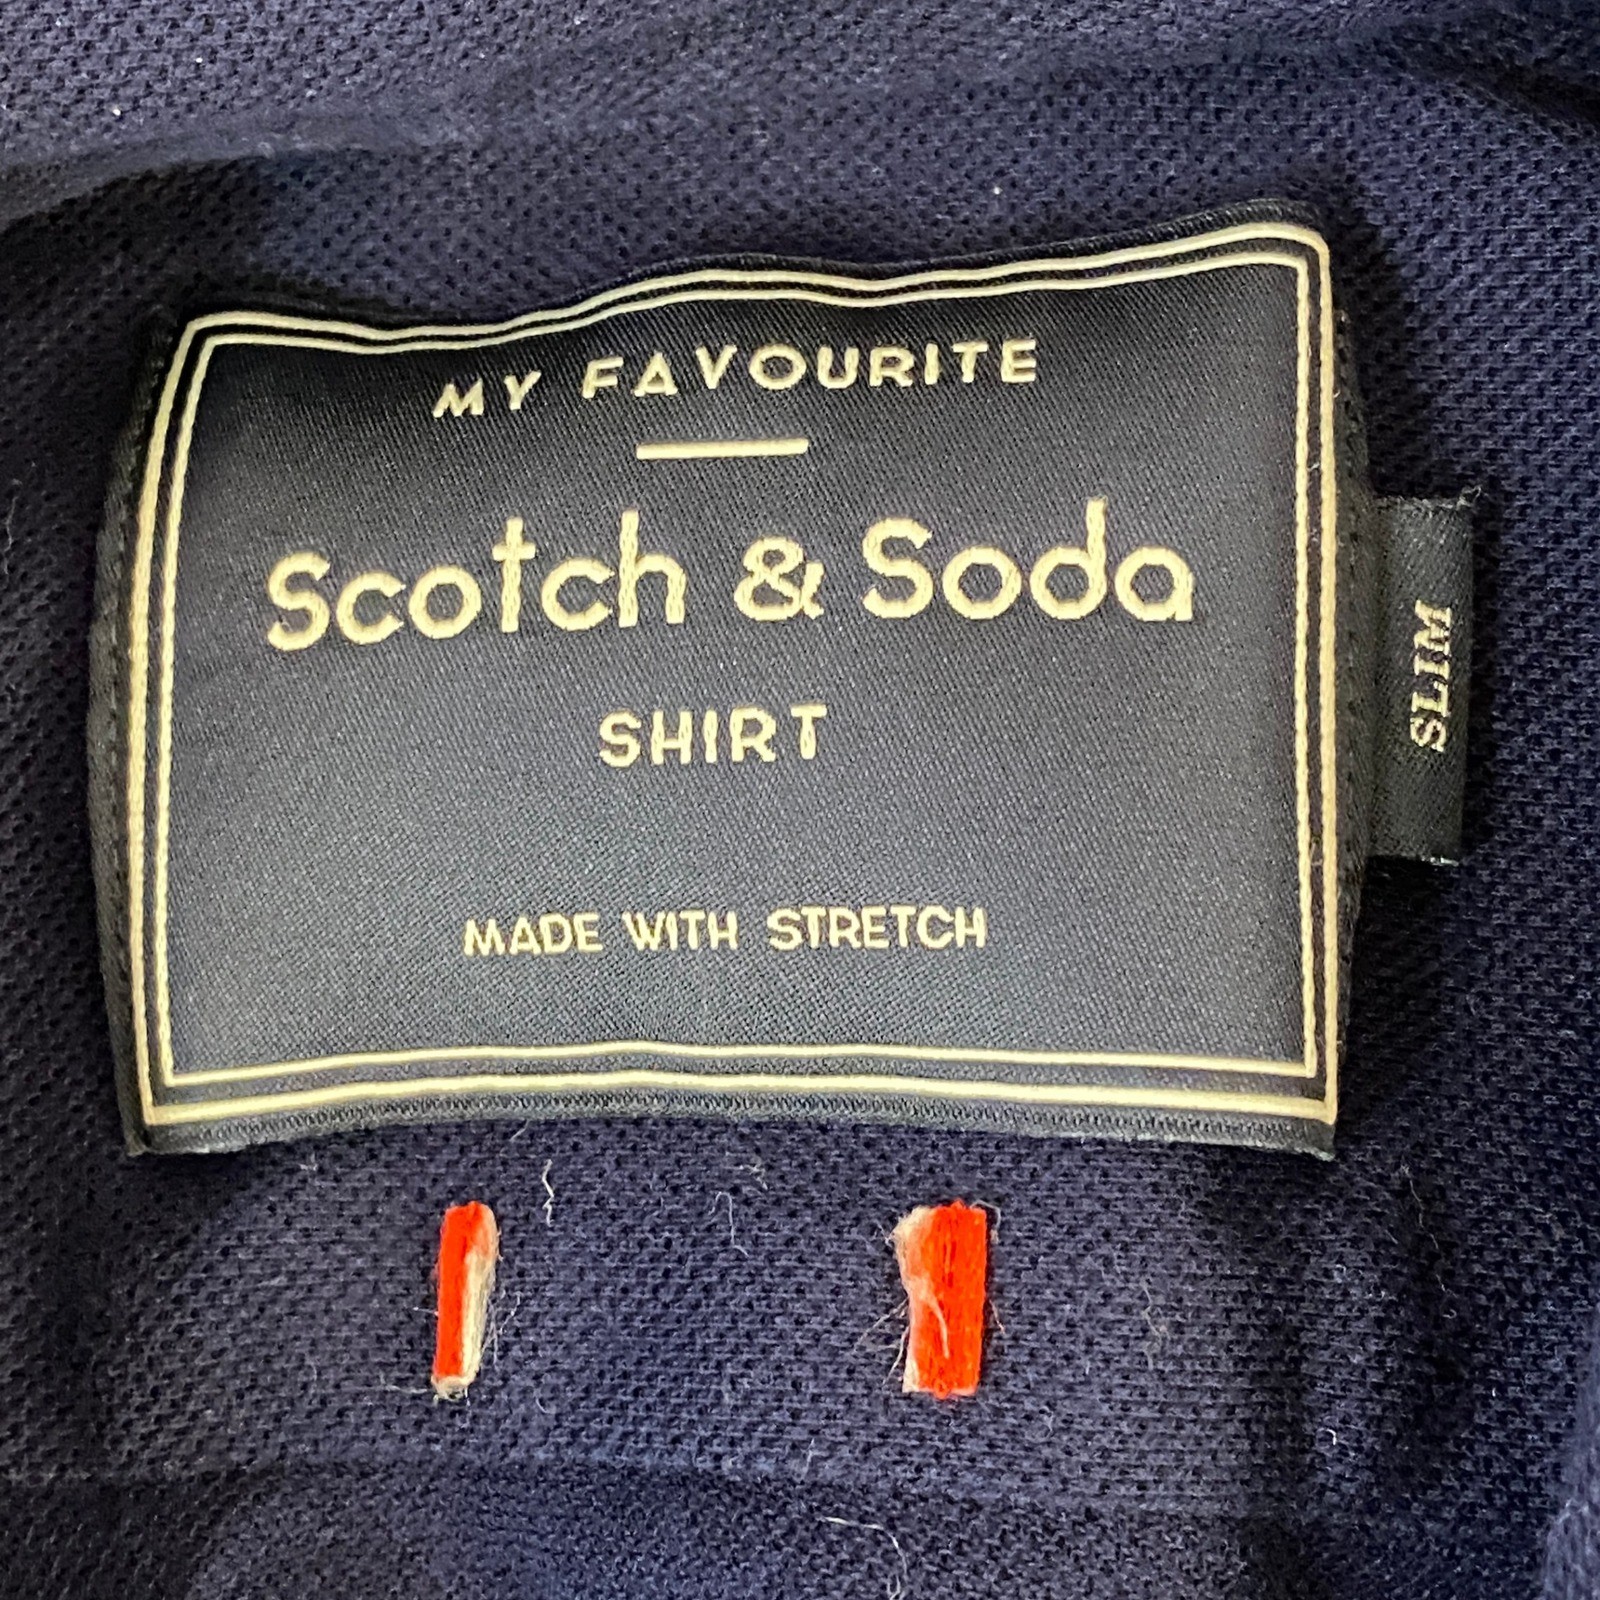 MY FAVOURITE
Scotch & Soda
SHIRT
MADE WITH STRETCH
SLIM